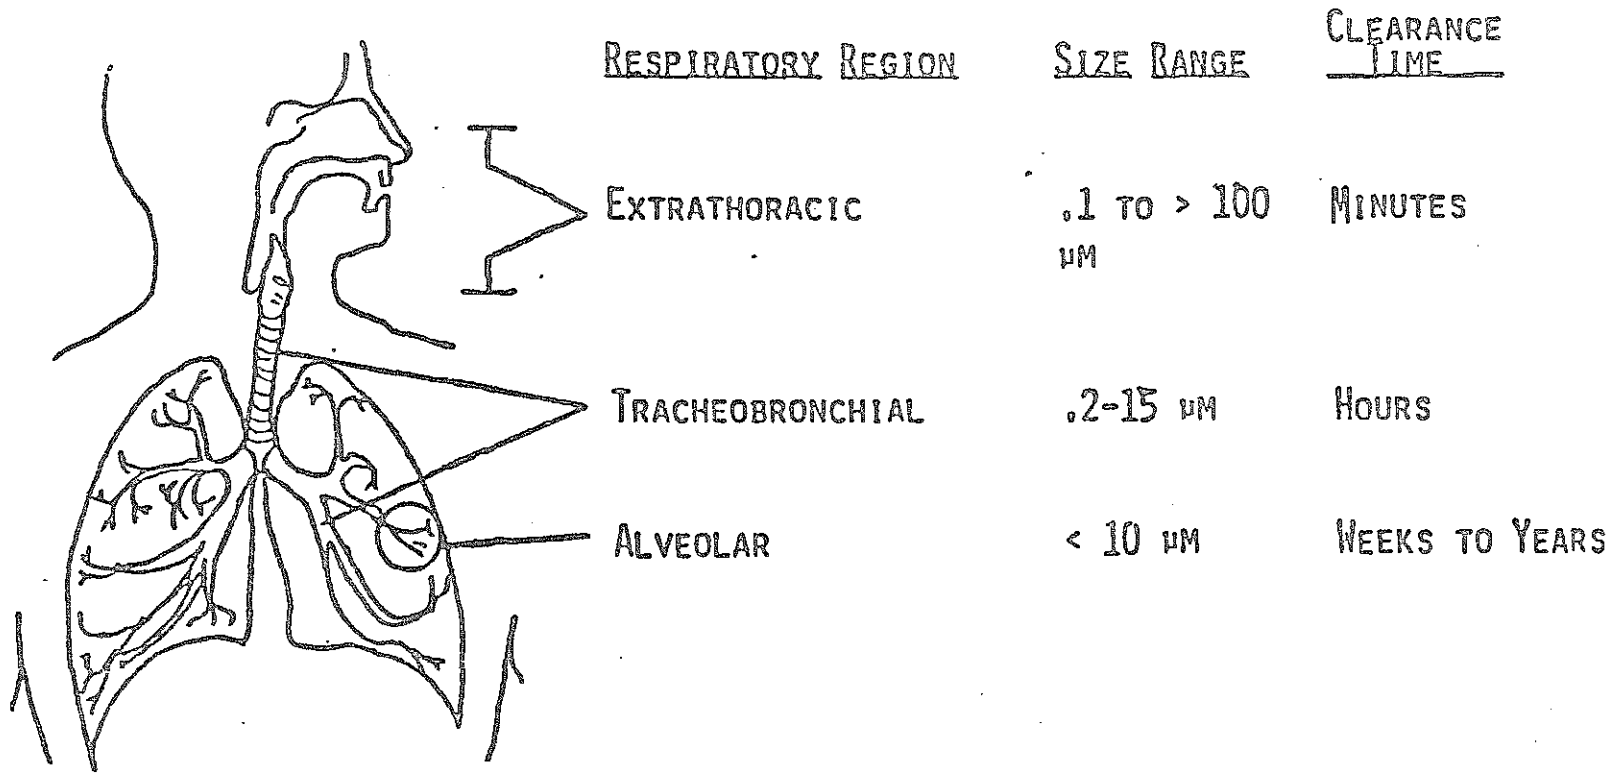 RESPIRATORY REGION SIZE RANGE CLEARANCE TIME
EXTRATHORACIC .1 TO > 100 µM MINUTES
TRACHEOBRONCHIAL .2-15 µM HOURS
ALVEOLAR < 10 µM WEEKS TO YEARS